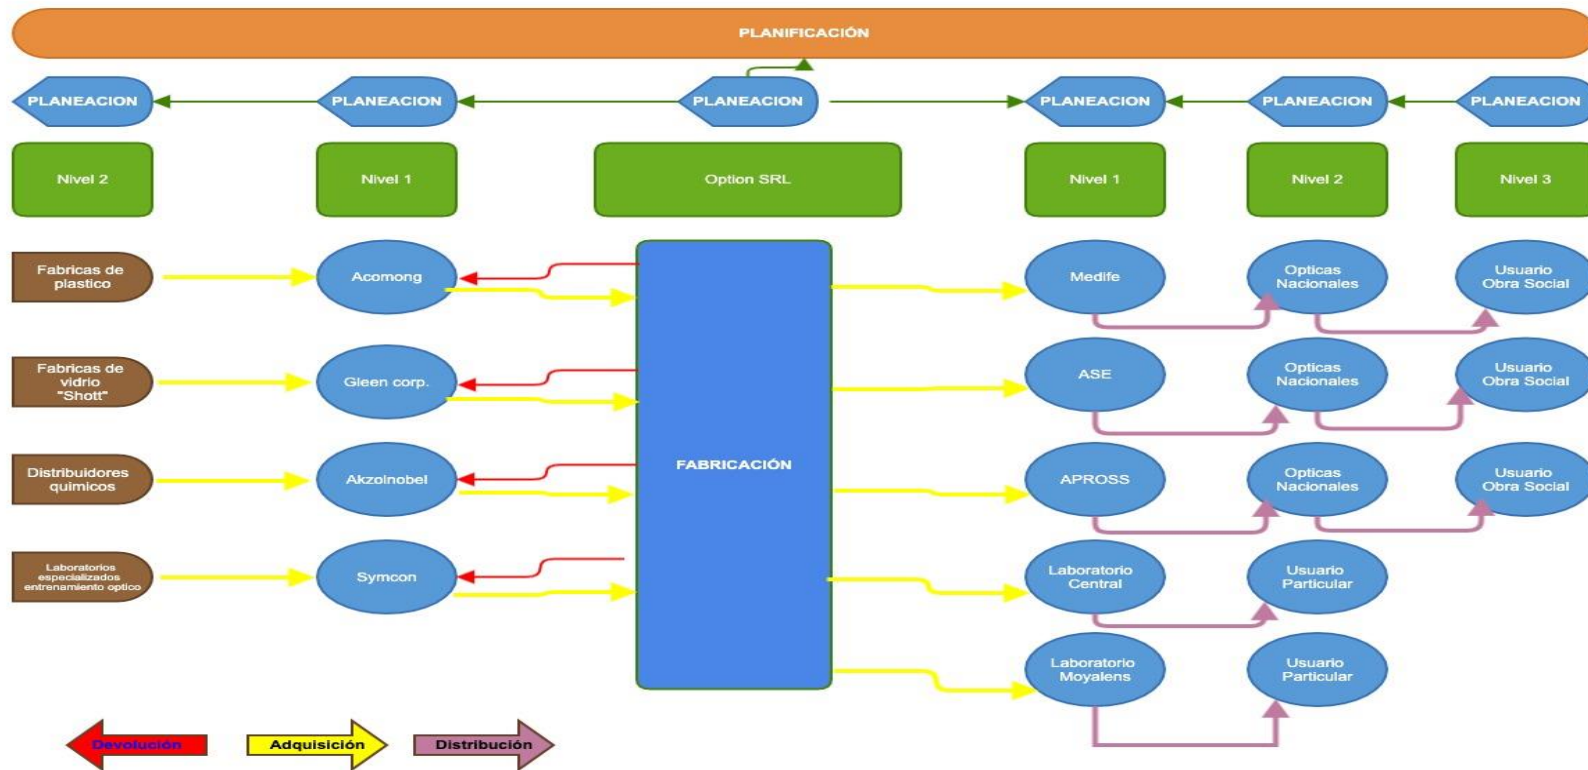 PLANIFICACIÓN
PLANEACION
PLANEACION
PLANEACION
PLANEACION
PLANEACION
PLANEACION
Nivel 2
Nivel 1
Option SRL
Nivel 1
Nivel 2
Nivel 3
Fabricas de
plastico
Acomong
Medife
Opticas
Nacionales
Usuario
Obra Social
Fabricas de
vidrio
"Shott"
Gleen corp.
ASE
Opticas
Nacionales
Usuario
Obra Social
FABRICACIÓN
Distribuidores
quimicos
Akzolnobel
APROSS
Opticas
Nacionales
Usuario
Obra Social
Laboratorios
especializados
entrenamiento optico
Symcon
Laboratorio
Central
Usuario
Particular
Laboratorio
Moyalens
Usuario
Particular
Devolución
Adquisición
Distribución